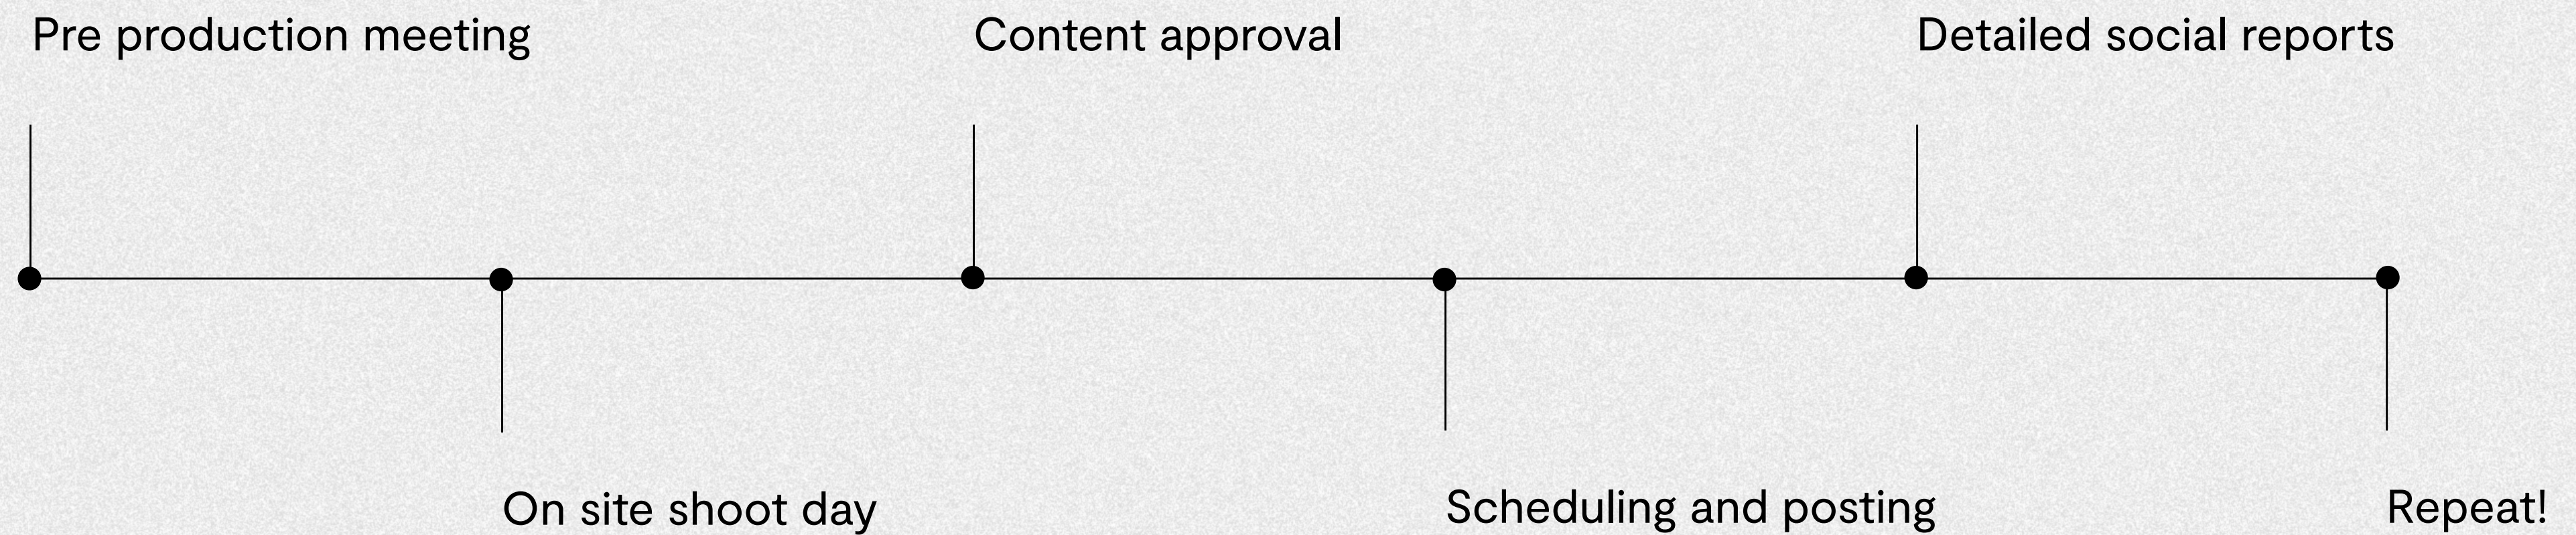 Pre production meeting
On site shoot day
Content approval
Scheduling and posting
Detailed social reports
Repeat!